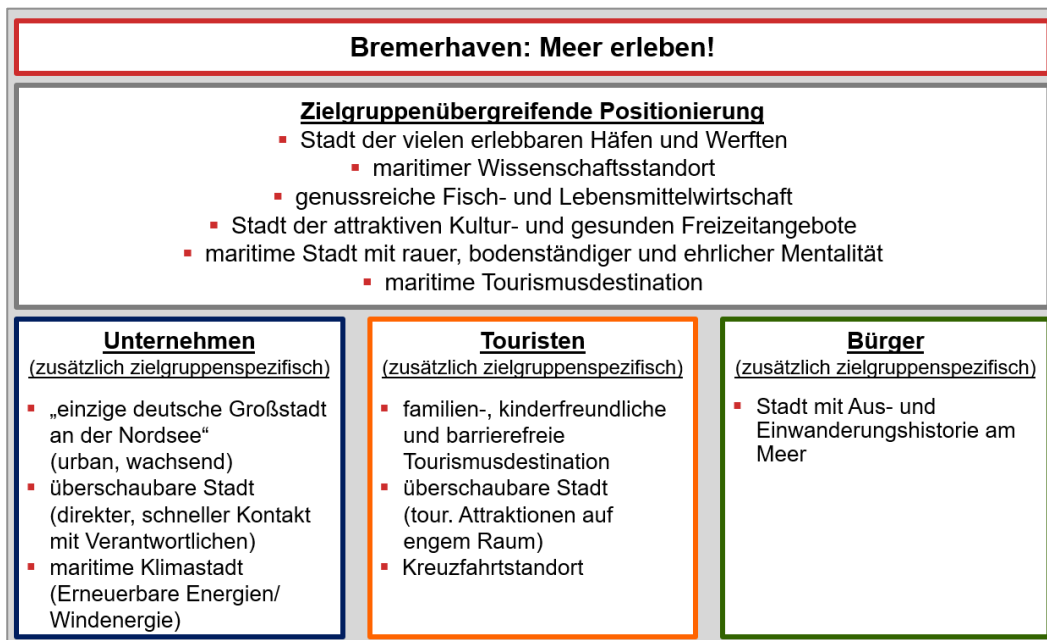 Bremerhaven: Meer erleben!
Zielgruppenübergreifende Positionierung
▪ Stadt der vielen erlebbaren Häfen und Werften
▪ maritimer Wissenschaftsstandort
▪ genussreiche Fisch- und Lebensmittelwirtschaft
▪ Stadt der attraktiven Kultur- und gesunden Freizeitangebote
▪ maritime Stadt mit rauer, bodenständiger und ehrlicher Mentalität
▪ maritime Tourismusdestination
Unternehmen
(zusätzlich zielgruppenspezifisch)
▪ „einzige deutsche Großstadt
an der Nordsee“
(urban, wachsend)
▪ überschaubare Stadt
(direkter, schneller Kontakt
mit Verantwortlichen)
▪ maritime Klimastadt
(Erneuerbare Energien/
Windenergie)
Touristen
(zusätzlich zielgruppenspezifisch)
▪ familien-, kinderfreundliche
und barrierefreie
Tourismusdestination
▪ überschaubare Stadt
(tour. Attraktionen auf
engem Raum)
▪ Kreuzfahrtstandort
Bürger
(zusätzlich zielgruppenspezifisch)
▪ Stadt mit Aus- und
Einwanderungshistorie am
Meer